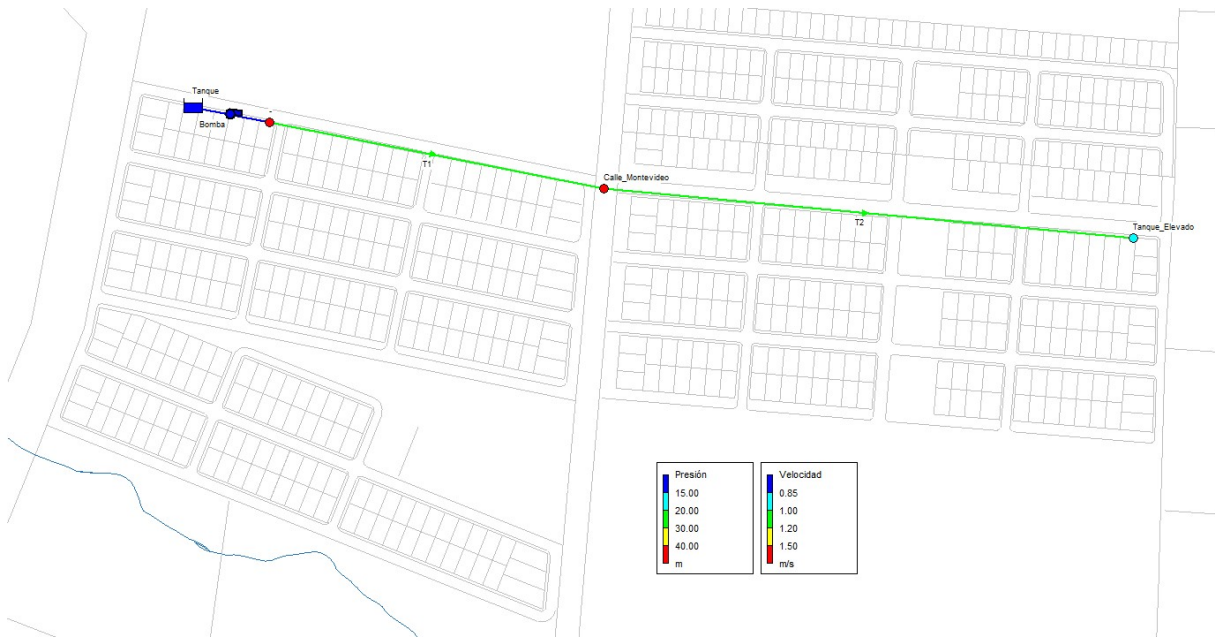 Tanque
Bomba
T1
Calle_Montevideo
T2
Tanque_Elevado
Presión
15.00
20.00
30.00
40.00
m
Velocidad
0.85
1.00
1.20
1.50
m/s